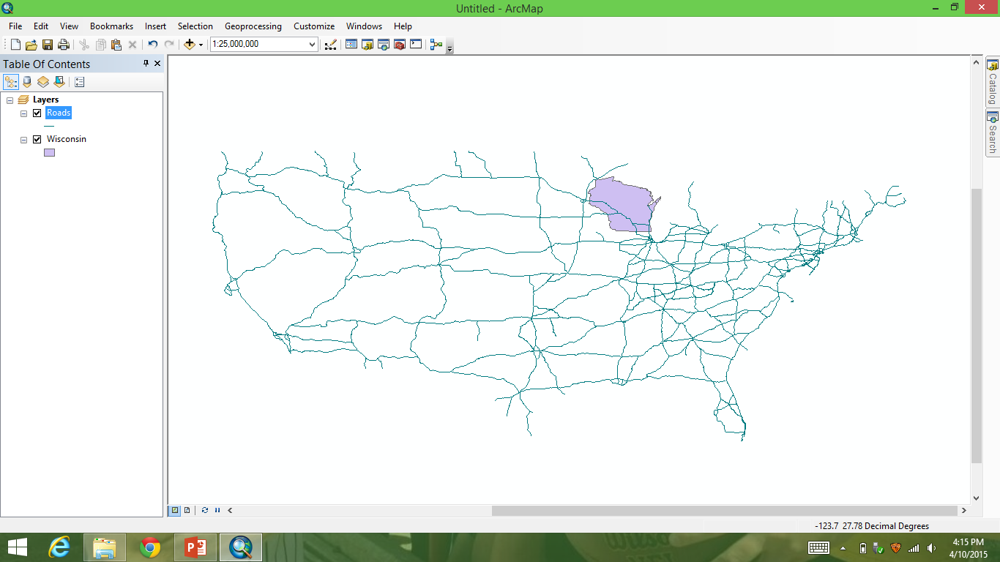 Untitled - ArcMap
File Edit View Bookmarks Insert Selection Geoprocessing Customize Windows Help
1:25,000,000
Table Of Contents
Layers
Roads
Wisconsin
Catalog
Search
-123.7 27.78 Decimal Degrees
4:15 PM
4/10/2015